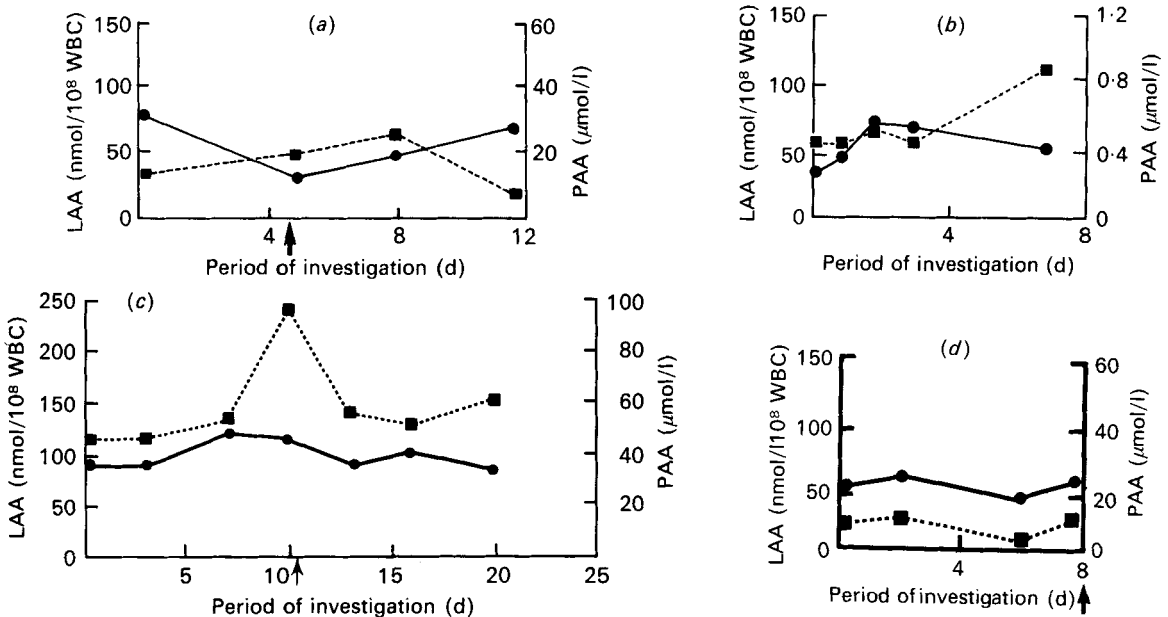 (a)
LAA (nmol/10⁸ WBC)
150
100
50
0
60
40
20
0
PAA (μmol/l)
4
8
12
Period of investigation (d)
(b)
LAA (nmol/10⁸ WBC)
150
100
50
0
1·2
0·8
0·4
0
PAA (μmol/l)
4
8
Period of investigation (d)
(c)
LAA (nmol/10⁸ WBC)
250
200
150
100
50
0
100
80
60
40
20
PAA (μmol/l)
5
10
15
20
25
Period of investigation (d)
(d)
LAA (nmol/l10⁸ WBC)
150
100
50
0
60
40
20
0
PAA (μmol/l)
4
8
Period of investigation (d)